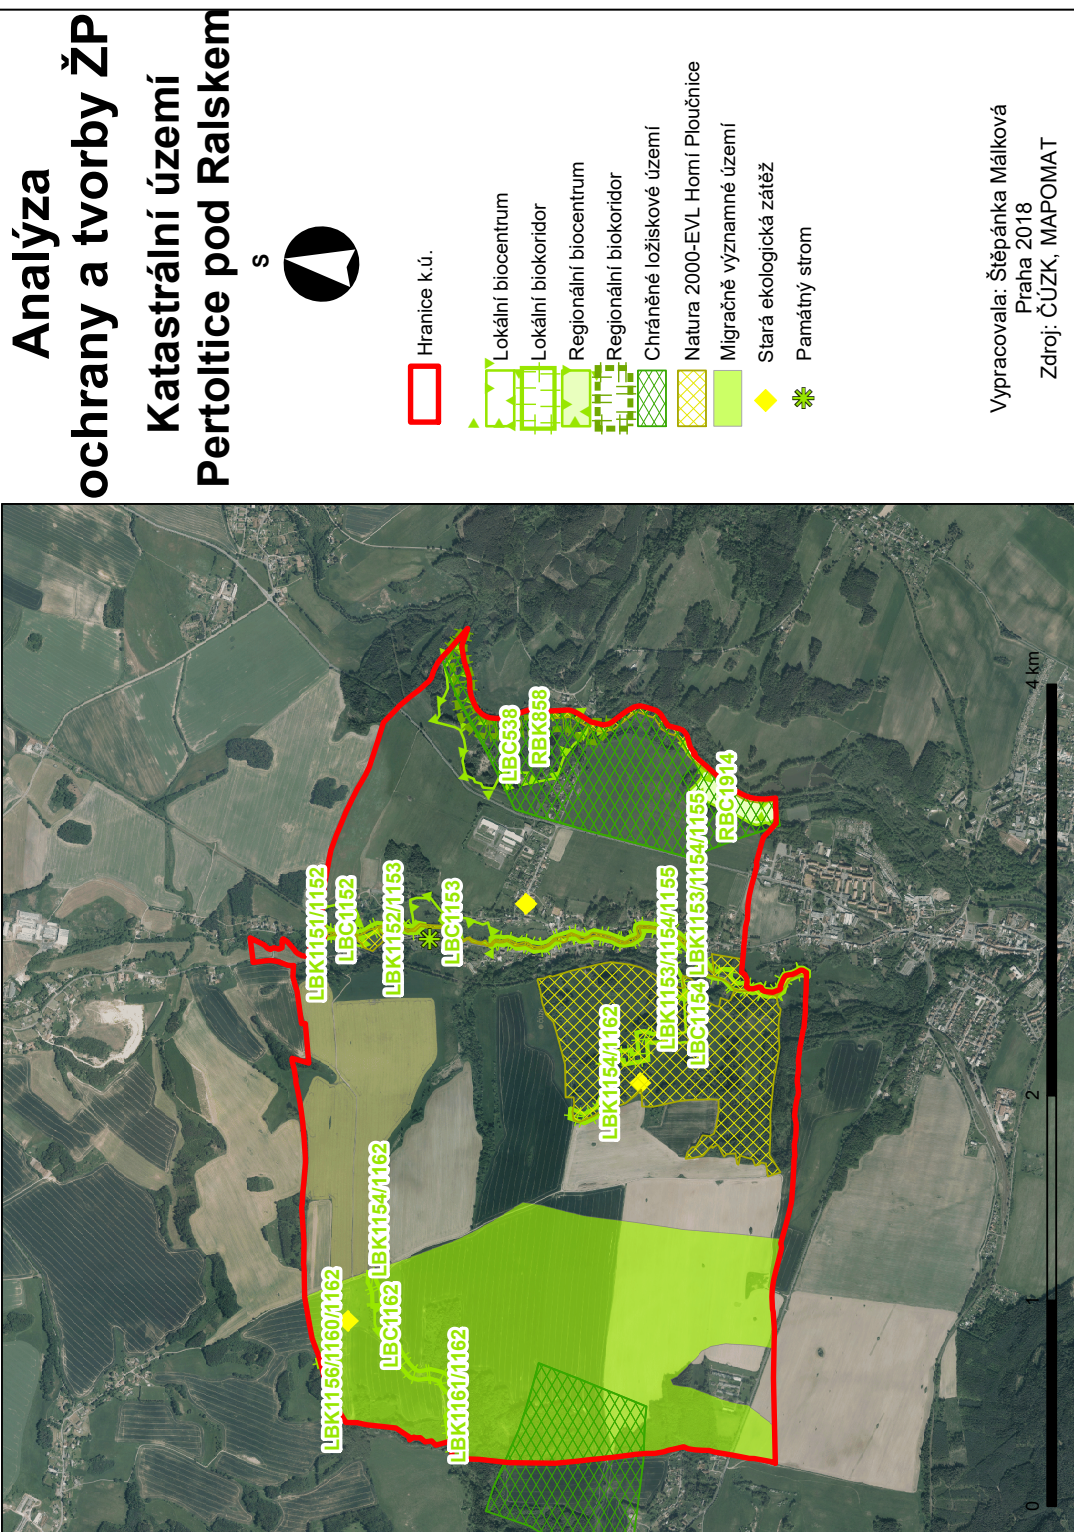 Analýza
ochrany a tvorby ŽP
Katastrální území
Pertoltice pod Ralskem
S
Hranice k.ú.
Lokální biocentrum
Lokální biokoridor
Regionální biocentrum
Regionální biokoridor
Chráněné ložiskové území
Natura 2000-EVL Horní Ploučnice
Migračně významné území
Stará ekologická zátěž
Památný strom
Vypracovala: Štěpánka Málková
Praha 2018
Zdroj: ČÚZK, MAPOMAT
LBK1156/1160/1162
LBK1154/1162
LBC1162
LBK1161/1162
LBK1151/1152
LBC1152
LBK1152/1153
LBC1153
LBC538
RBK858
LBK1154/1162
LBK1153/1154/1155
LBC1154
LBK1153/1154/1155
RBC1914
0
1
2
4 km